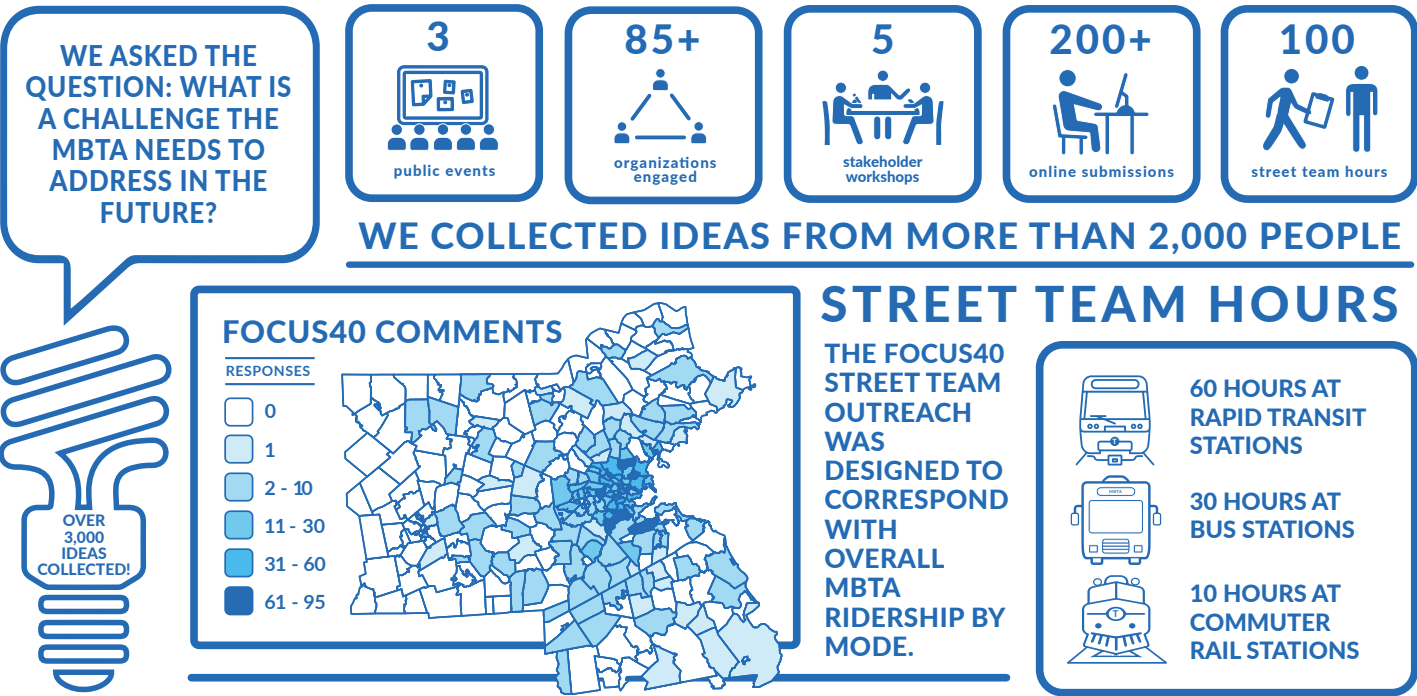 WE ASKED THE
QUESTION: WHAT IS
A CHALLENGE THE
MBTA NEEDS TO
ADDRESS IN THE
FUTURE?
3
public events
85+
organizations
engaged
5
stakeholder
workshops
200+
online submissions
100
street team hours
WE COLLECTED IDEAS FROM MORE THAN 2,000 PEOPLE
OVER
3,000
IDEAS
COLLECTED!
FOCUS40 COMMENTS
RESPONSES
0
1
2 - 10
11 - 30
31 - 60
61 - 95
STREET TEAM HOURS
THE FOCUS40
STREET TEAM
OUTREACH
WAS
DESIGNED TO
CORRESPOND
WITH
OVERALL
MBTA
RIDERSHIP BY
MODE.
T
60 HOURS AT
RAPID TRANSIT
STATIONS
MBTA
30 HOURS AT
BUS STATIONS
T
10 HOURS AT
COMMUTER
RAIL STATIONS